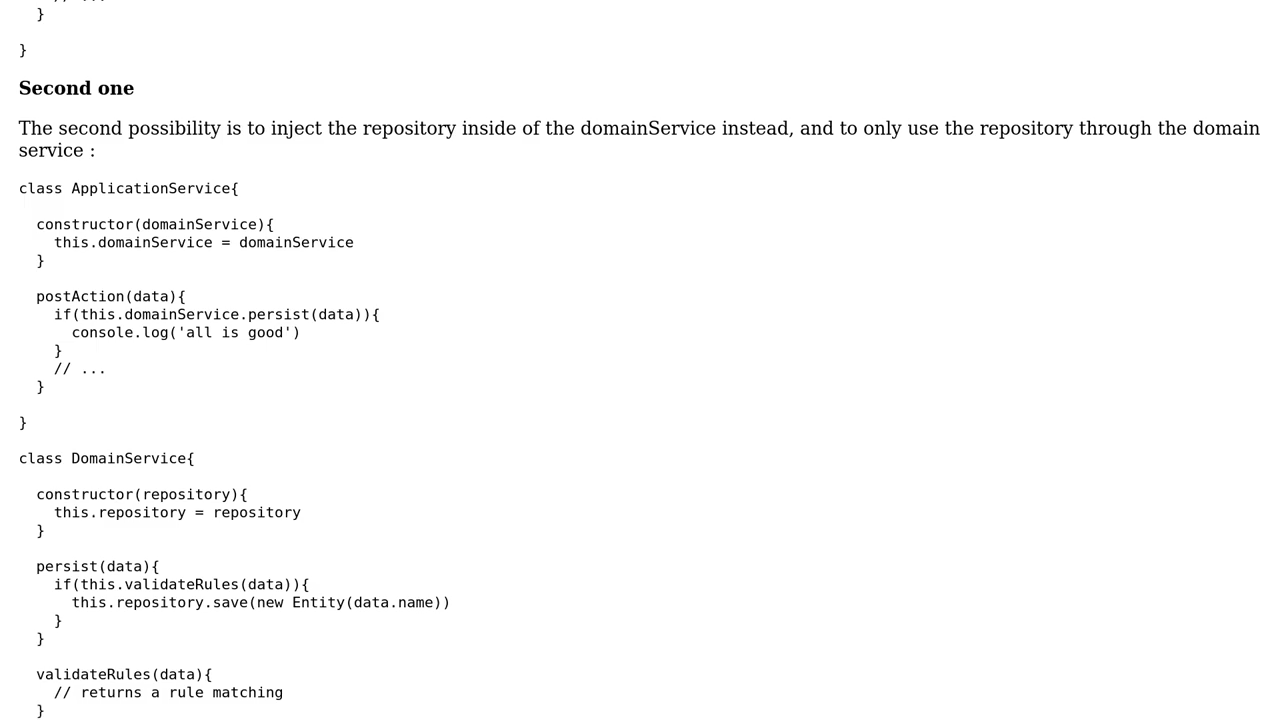 // ...
  }

}
Second one
The second possibility is to inject the repository inside of the domainService instead, and to only use the repository through the domain
service :
class ApplicationService{

  constructor(domainService){
    this.domainService = domainService
  }

  postAction(data){
    if(this.domainService.persist(data)){
      console.log('all is good')
    }
    // ...
  }

}

class DomainService{

  constructor(repository){
    this.repository = repository
  }

  persist(data){
    if(this.validateRules(data)){
      this.repository.save(new Entity(data.name))
    }
  }

  validateRules(data){
    // returns a rule matching
  }